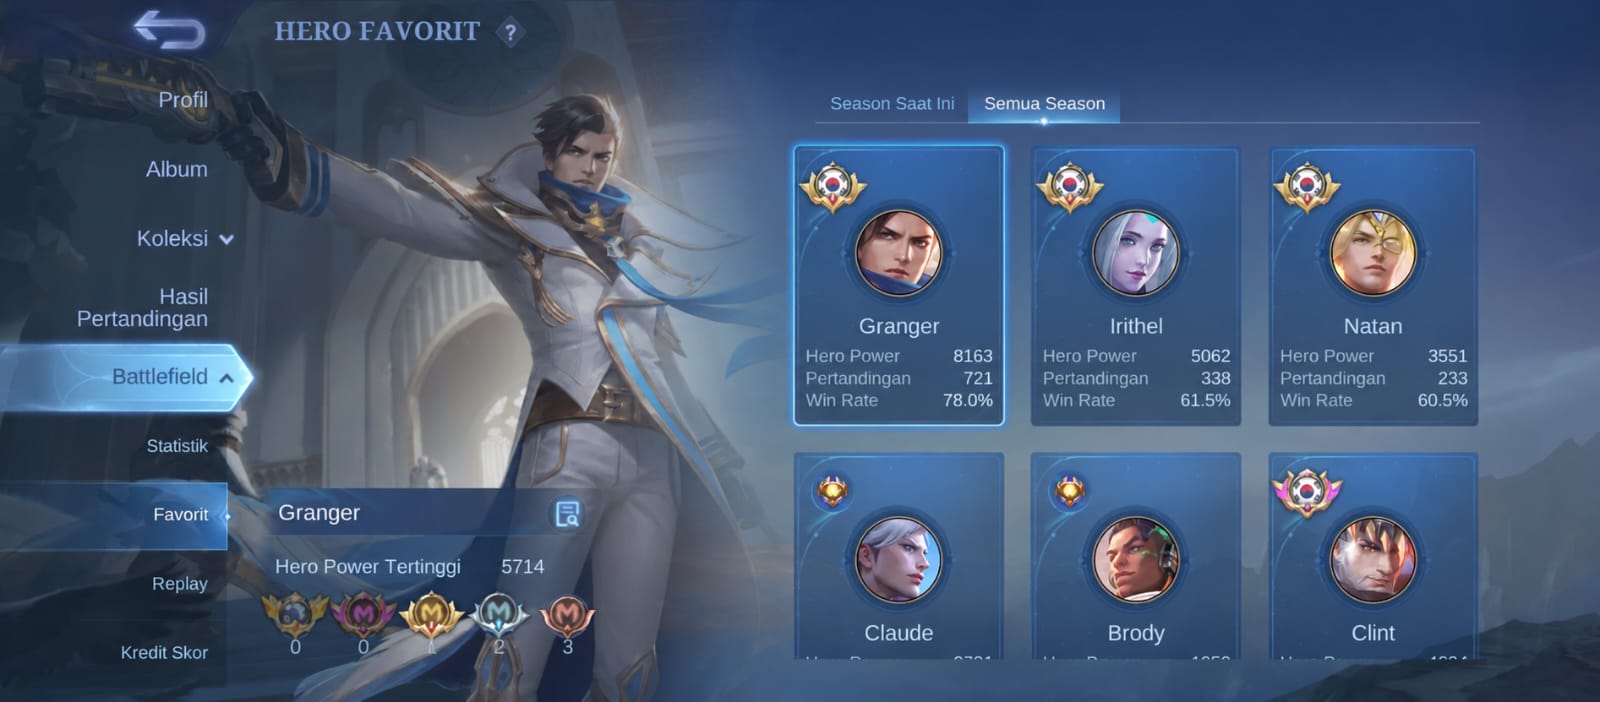 HERO FAVORIT ?
Profil
Album
Koleksi
Hasil
Pertandingan
Battlefield
Statistik
Favorit
Replay
Kredit Skor
Granger
Hero Power Tertinggi 5714
0 0 1 2 3
Season Saat Ini Semua Season
Granger
Hero Power 8163
Pertandingan 721
Win Rate 78.0%
Irithel
Hero Power 5062
Pertandingan 338
Win Rate 61.5%
Natan
Hero Power 3551
Pertandingan 233
Win Rate 60.5%
Claude
Brody
Clint